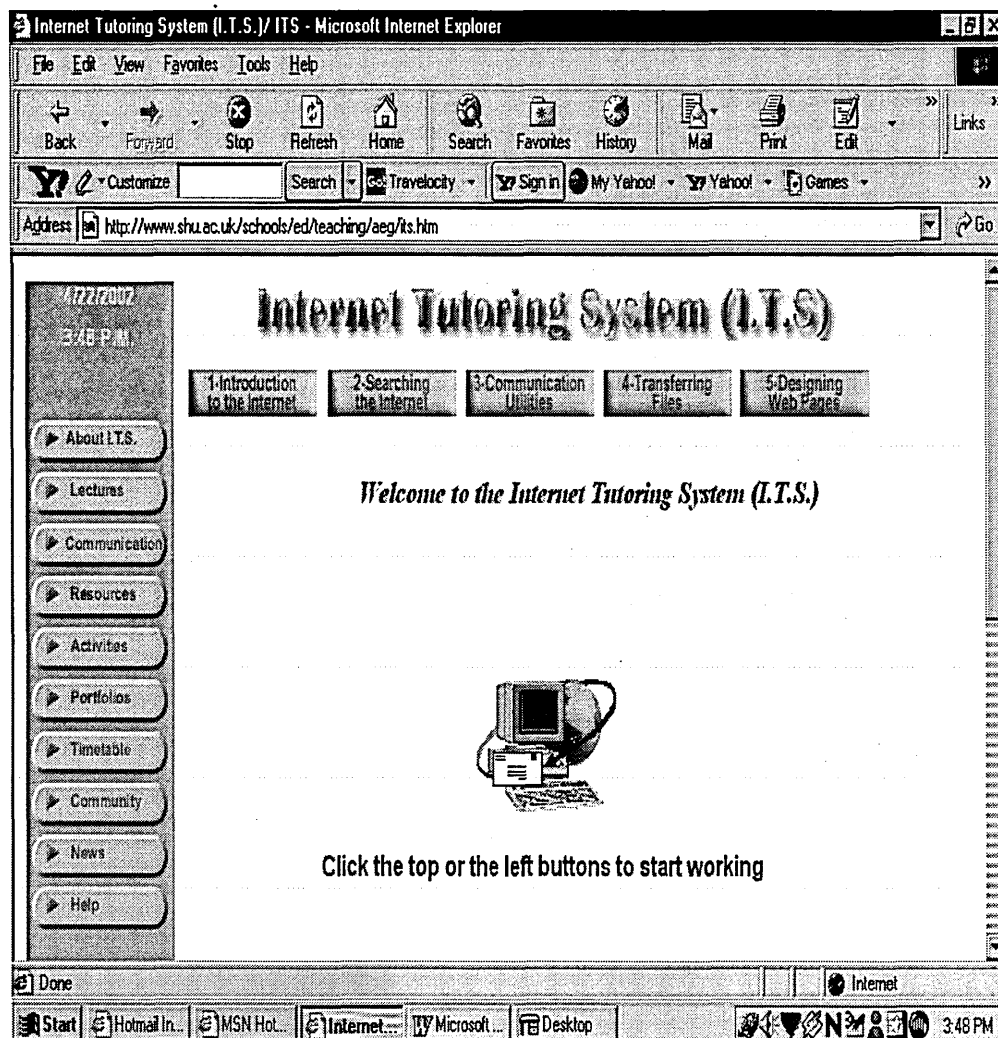 Internet Tutoring System (I.T.S.)/ ITS - Microsoft Internet Explorer
File Edit View Favorites Tools Help
Back Forward Stop Refresh Home Search Favorites History Mail Print Edit » Links
Y! Customize Search Go! Travelocity Y! Sign in My Yahoo! Y! Yahoo! Games »
Address http://www.shu.ac.uk/schools/ed/teaching/aeg/its.htm Go
4/22/2002
3:48 P.M.
Internet Tutoring System (I.T.S)
1-Introduction to the Internet
2-Searching the Internet
3-Communication Utilities
4-Transferring Files
5-Designing Web Pages
About I.T.S.
Lectures
Communication
Resources
Activites
Portfolios
Timetable
Community
News
Help
Welcome to the Internet Tutoring System (I.T.S.)
Click the top or the left buttons to start working
Done Internet
Start Hotmail In... MSN Hot... Internet... Microsoft ... Desktop N 3:48 PM